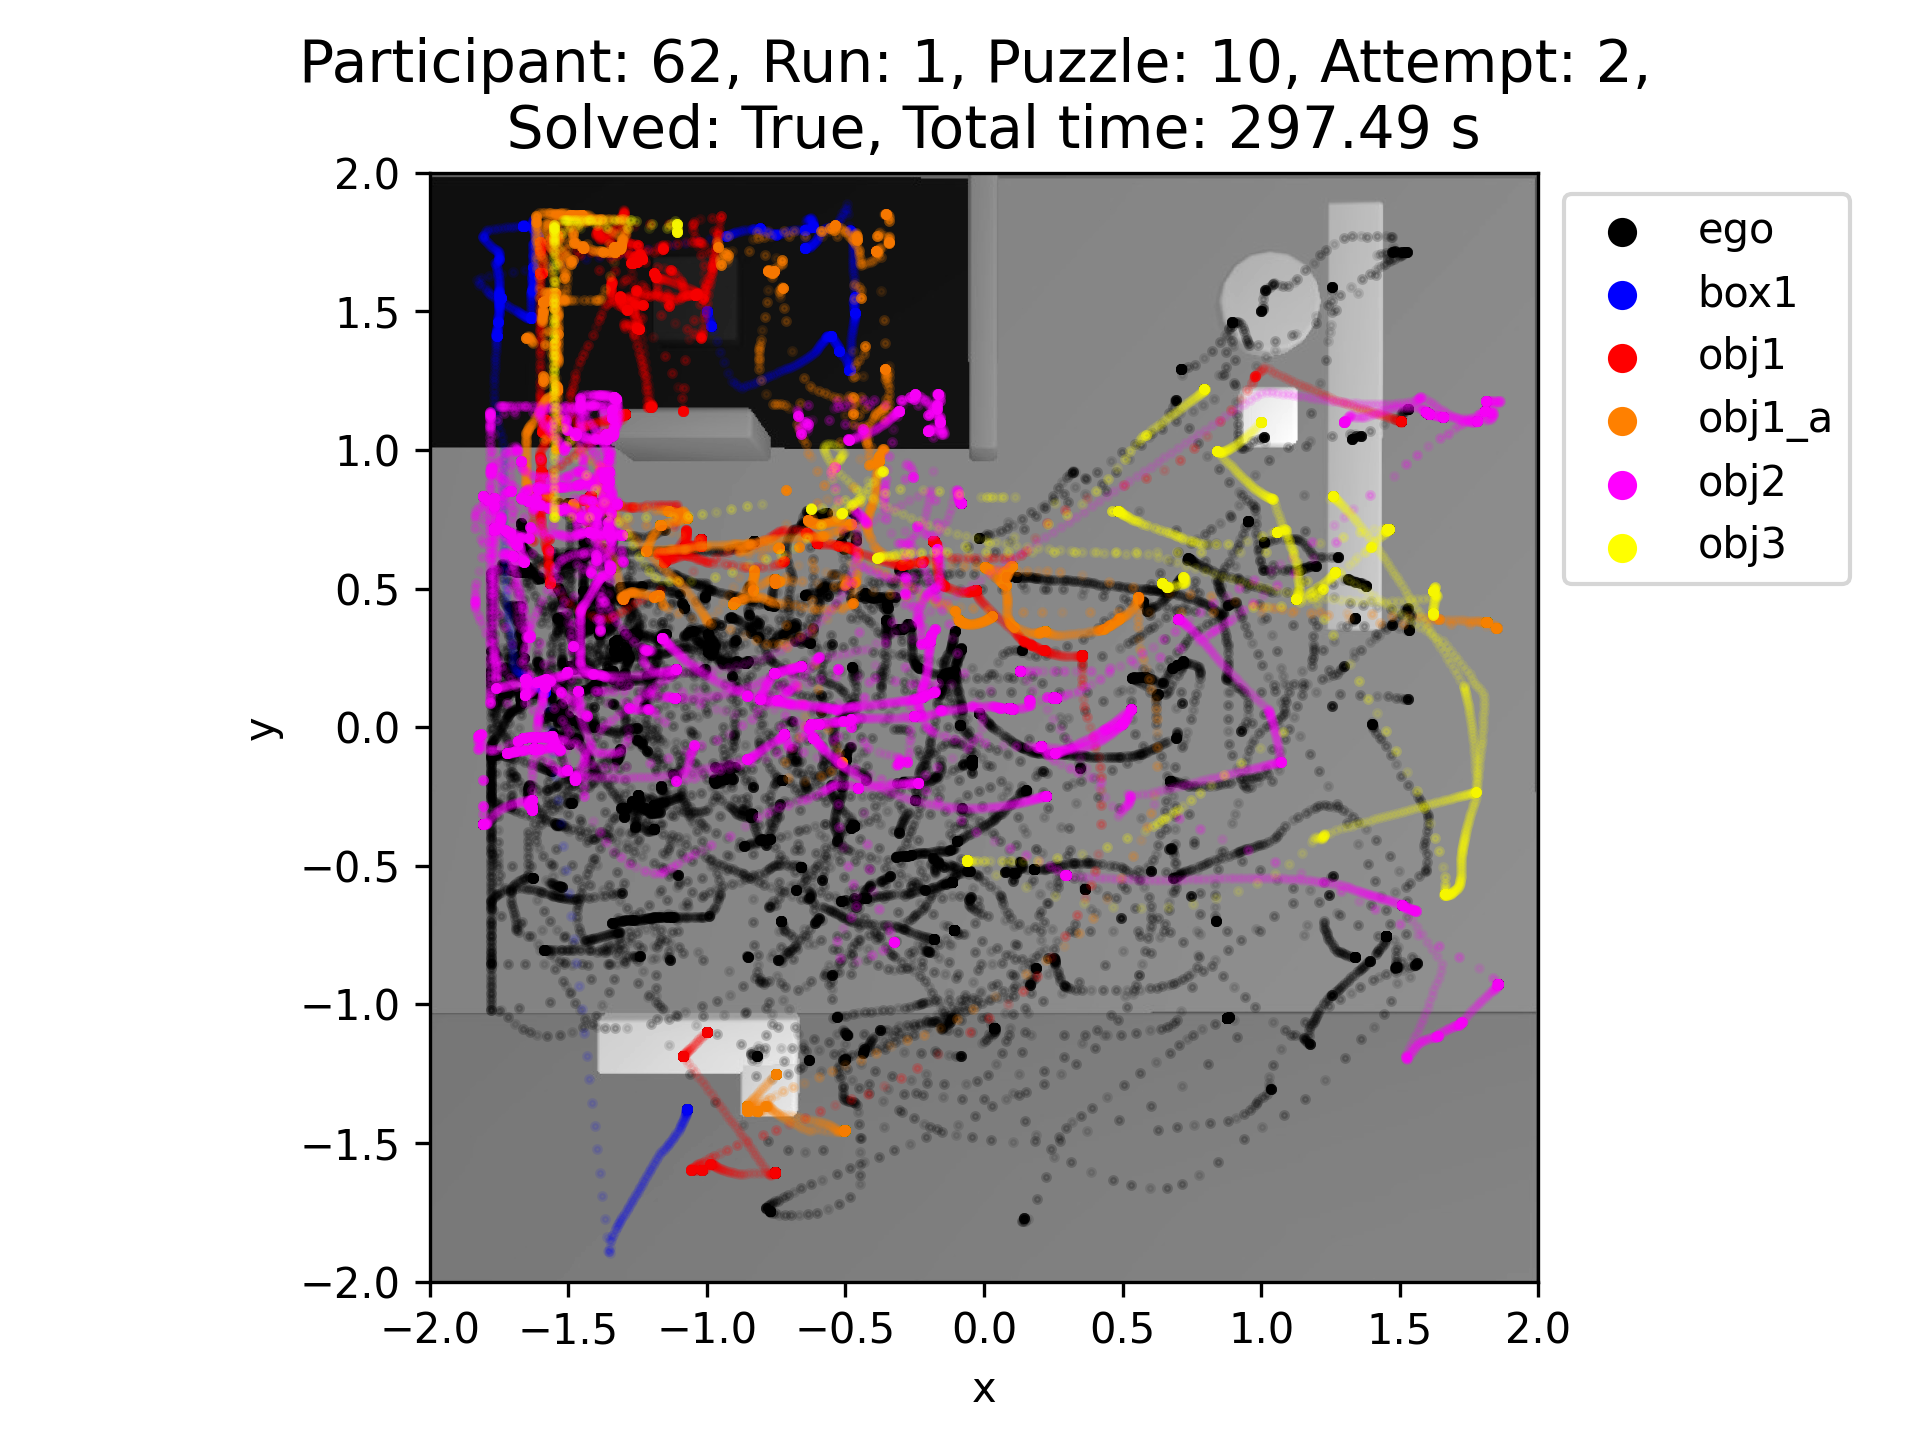 Participant: 62, Run: 1, Puzzle: 10, Attempt: 2,
Solved: True, Total time: 297.49 s
2.0
1.5
1.0
0.5
0.0
−0.5
−1.0
−1.5
−2.0
y
−2.0 −1.5 −1.0 −0.5 0.0 0.5 1.0 1.5 2.0
x
ego
box1
obj1
obj1_a
obj2
obj3